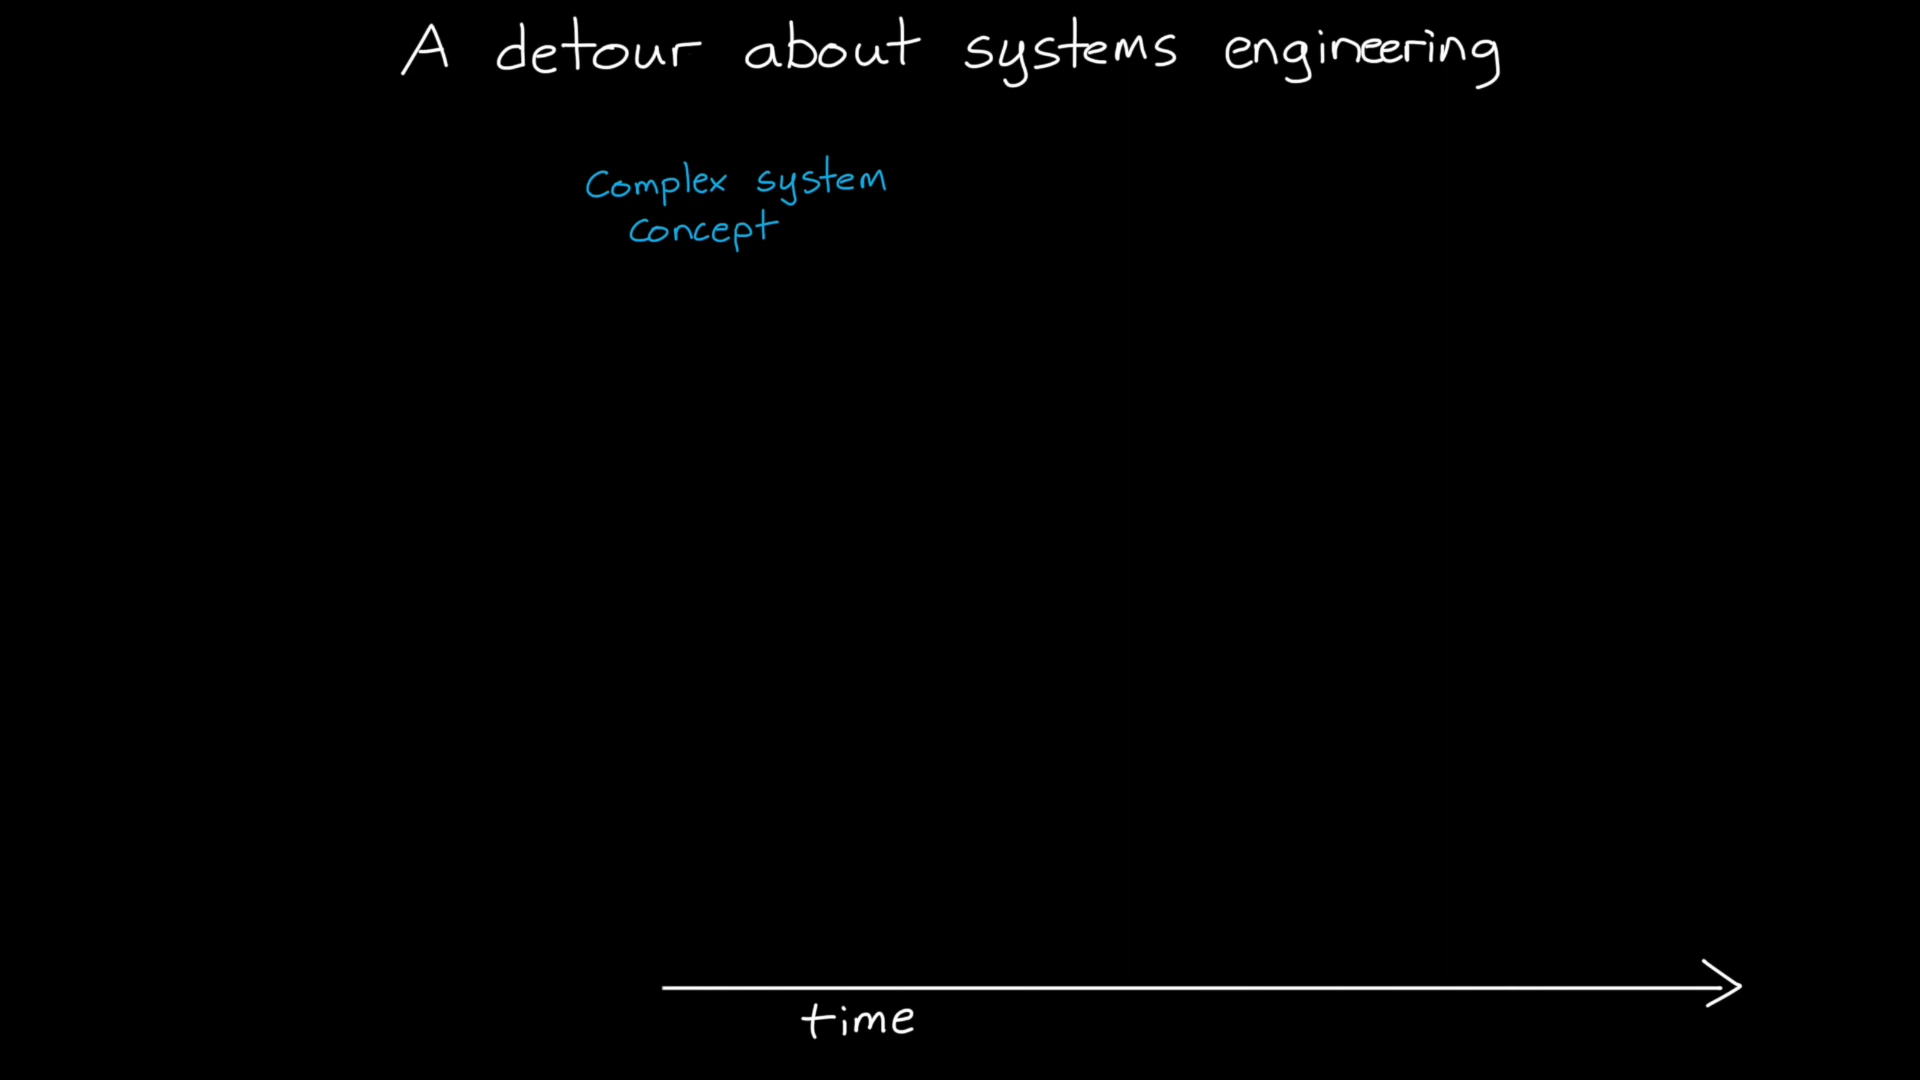 A detour about systems engineering
Complex system
concept
time